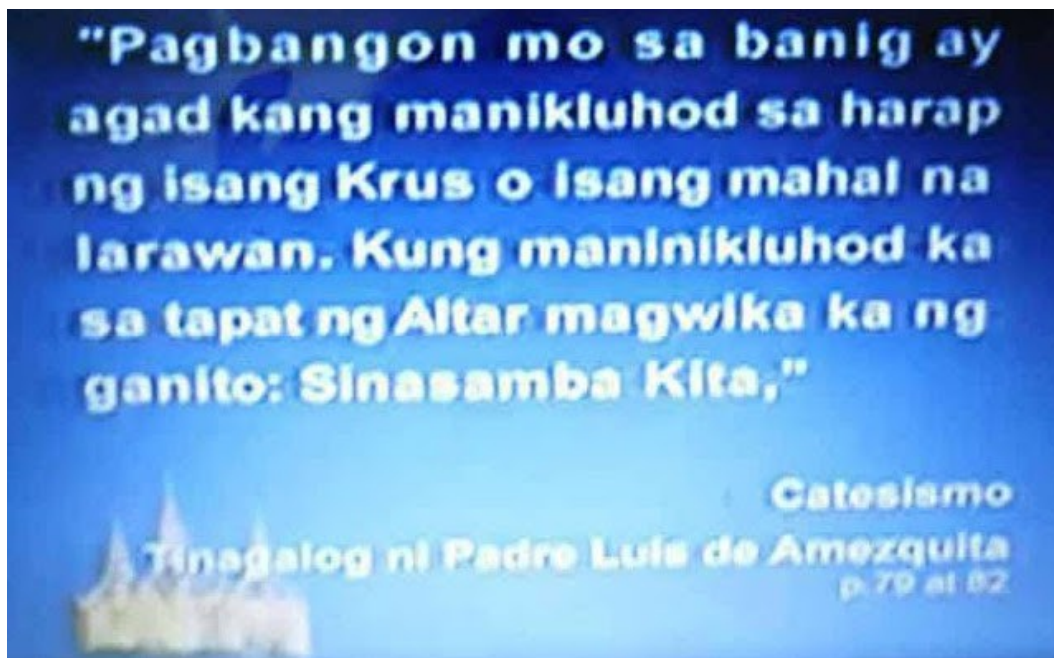 "Pagbangon mo sa banig ay
agad kang manikluhod sa harap
ng isang Krus o isang mahal na
larawan. Kung maninikluhod ka
sa tapat ng Altar magwika ka ng
ganito: Sinasamba Kita,"
Catesismo
Tinagalog ni Padre Luis de Amezquita
p.79 at 82